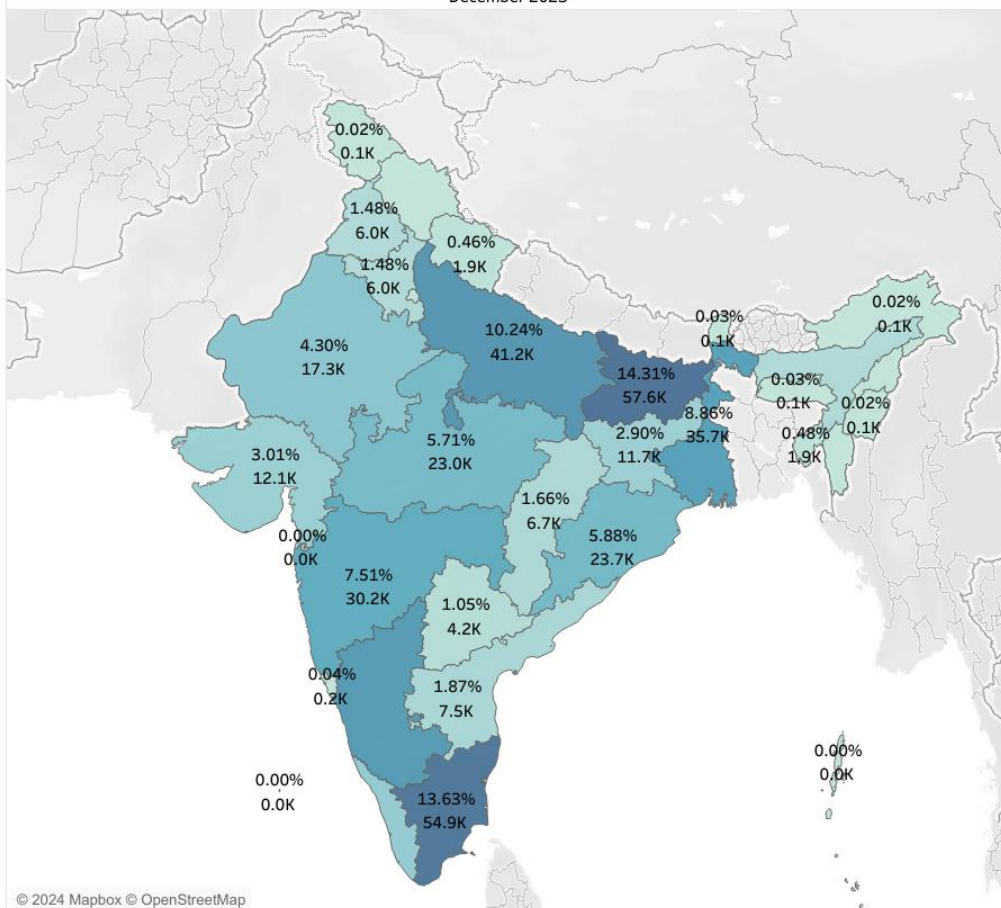 December 2023
0.02%
0.1K
1.48%
6.0K
0.46%
1.9K
1.48%
6.0K
0.02%
0.1K
0.03%
0.1K
10.24%
41.2K
4.30%
17.3K
14.31%
57.6K
0.03%
0.1K
0.02%
0.1K
8.86%
35.7K
2.90%
11.7K
0.48%
1.9K
5.71%
23.0K
3.01%
12.1K
1.66%
6.7K
0.00%
0.0K
5.88%
23.7K
7.51%
30.2K
1.05%
4.2K
0.04%
0.2K
1.87%
7.5K
0.00%
0.0K
0.00%
0.0K
13.63%
54.9K
© 2024 Mapbox © OpenStreetMap